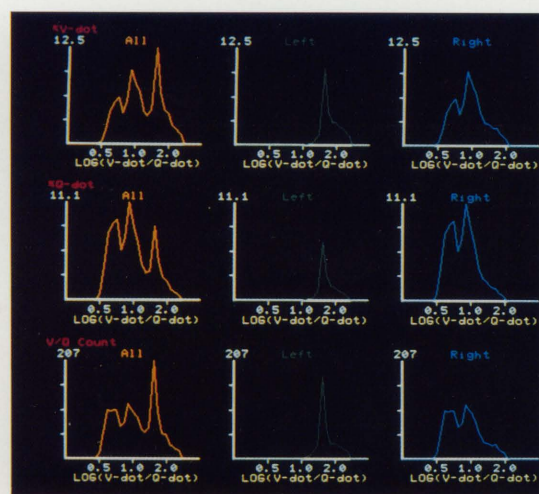 %V-dot
12.5 All 12.5 Left 12.5 Right
0.5 1.0 2.0 0.5 1.0 2.0 0.5 1.0 2.0
LOG(V-dot/Q-dot) LOG(V-dot/Q-dot) LOG(V-dot/Q-dot)
%Q-dot
11.1 All 11.1 Left 11.1 Right
0.5 1.0 2.0 0.5 1.0 2.0 0.5 1.0 2.0
LOG(V-dot/Q-dot) LOG(V-dot/Q-dot) LOG(V-dot/Q-dot)
V/Q Count
207 All 207 Left 207 Right
0.5 1.0 2.0 0.5 1.0 2.0 0.5 1.0 2.0
LOG(V-dot/Q-dot) LOG(V-dot/Q-dot) LOG(V-dot/Q-dot)